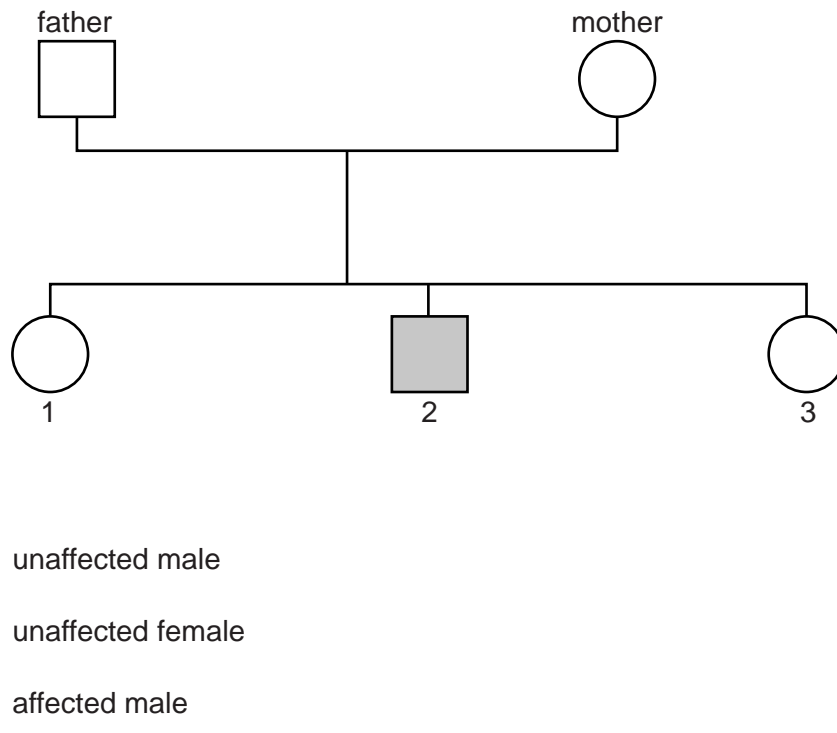 father mother
1 2 3
unaffected male
unaffected female
affected male